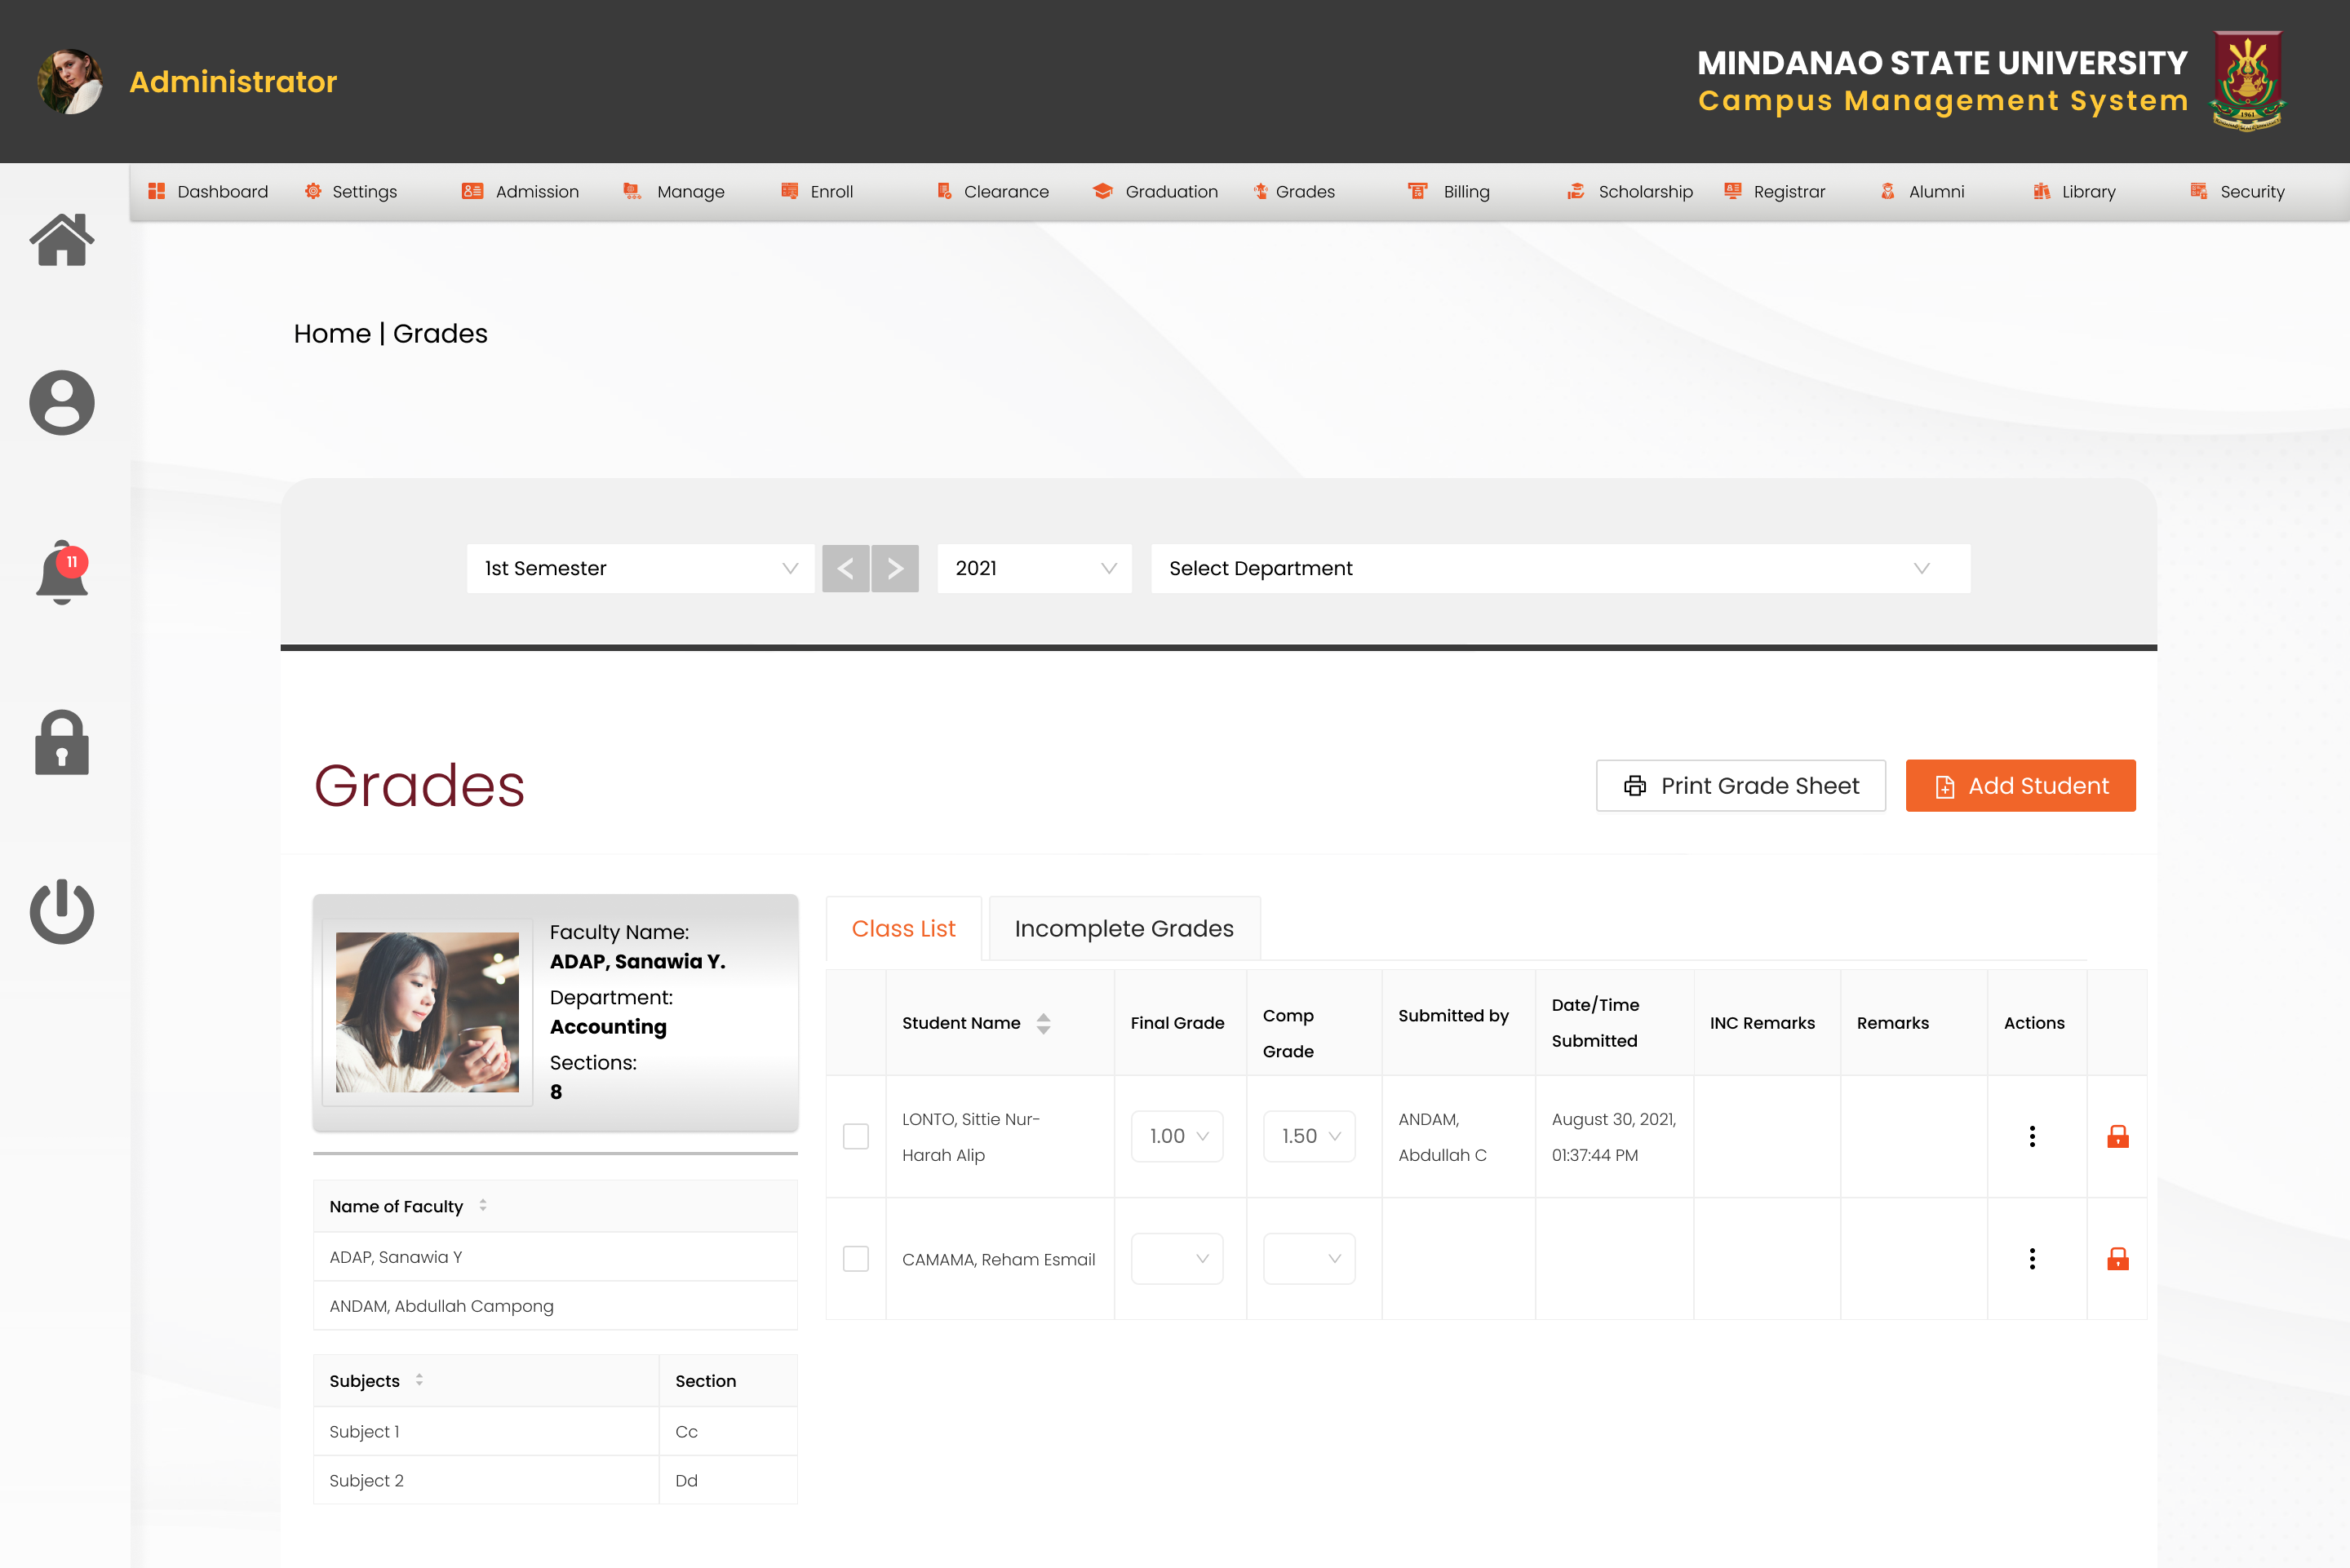 Administrator
MINDANAO STATE UNIVERSITY
Campus Management System
1961
Dashboard
Settings
Admission
Manage
Enroll
Clearance
Graduation
Grades
Billing
Scholarship
Registrar
Alumni
Library
Security
Home | Grades
11
1st Semester
<
>
2021
Select Department
Grades
Print Grade Sheet
Add Student
Faculty Name:
ADAP, Sanawia Y.
Department:
Accounting
Sections:
8
Name of Faculty
ADAP, Sanawia Y
ANDAM, Abdullah Campong
Subjects Section
Subject 1 Cc
Subject 2 Dd
Class List
Incomplete Grades
Student Name
Final Grade
Comp
Grade
Submitted by
Date/Time
Submitted
INC Remarks
Remarks
Actions
LONTO, Sittie Nur-
Harah Alip
1.00
1.50
ANDAM,
Abdullah C
August 30, 2021,
01:37:44 PM
CAMAMA, Reham Esmail